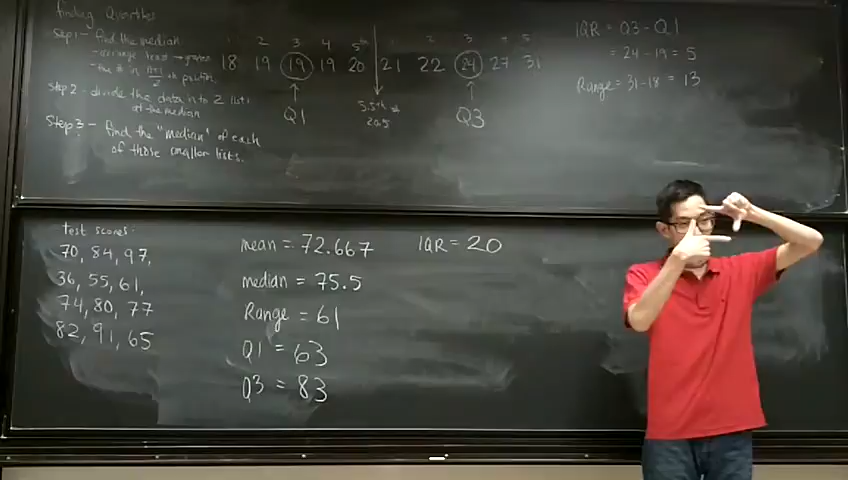 finding Quartiles
Step 1 - find the median
- arrange least → greatest
- the # in n+1/2 th position
Step 2 - divide the data into 2 lists
at the median
Step 3 - find the "median" of each
of those smaller lists.
2 3 4 5th 2 3 4 5
18 19 19 19 20 21 22 24 27 31
Q1 5.5th Q3
20.5
IQR = Q3 - Q1
= 24 - 19 = 5
Range = 31 - 18 = 13
test scores:
70, 84, 97,
36, 55, 61,
74, 80, 77
82, 91, 65
mean = 72.667
median = 75.5
Range = 61
Q1 = 63
Q3 = 83
IQR = 20